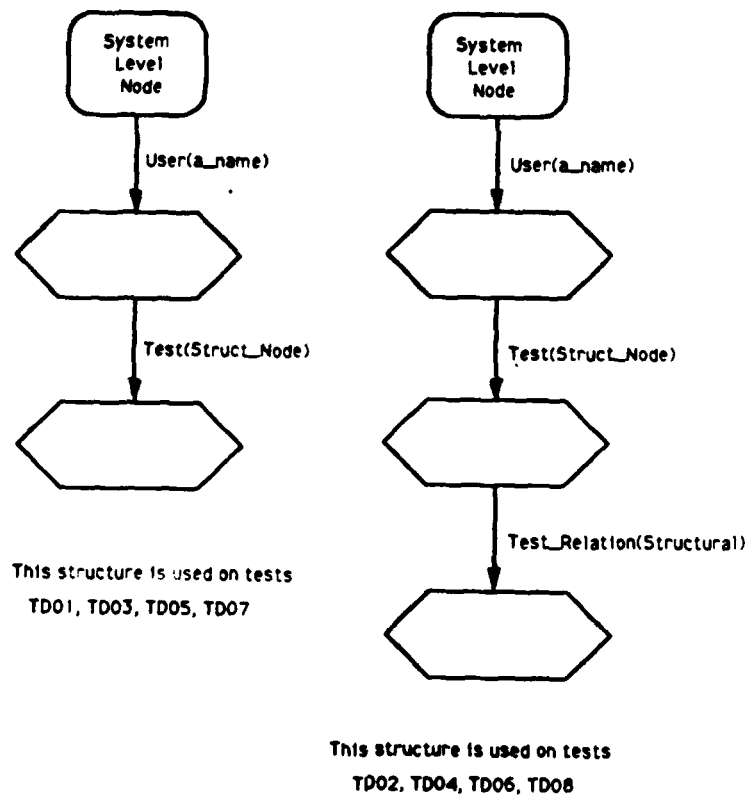 System
Level
Node
User(a_name)
Test(Struct_Node)
This structure is used on tests
TD01, TD03, TD05, TD07
System
Level
Node
User(a_name)
Test(Struct_Node)
Test_Relation(Structural)
This structure is used on tests
TD02, TD04, TD06, TD08